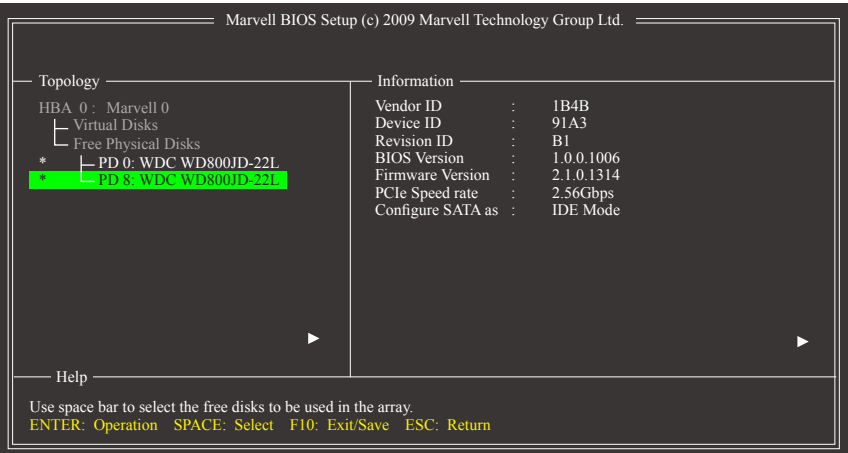 Marvell BIOS Setup (c) 2009 Marvell Technology Group Ltd.
Topology
HBA 0 : Marvell 0
Virtual Disks
Free Physical Disks
* PD 0: WDC WD800JD-22L
* PD 8: WDC WD800JD-22L
Information
Vendor ID : 1B4B
Device ID : 91A3
Revision ID : B1
BIOS Version : 1.0.0.1006
Firmware Version : 2.1.0.1314
PCIe Speed rate : 2.56Gbps
Configure SATA as : IDE Mode
Help
Use space bar to select the free disks to be used in the array.
ENTER: Operation SPACE: Select F10: Exit/Save ESC: Return